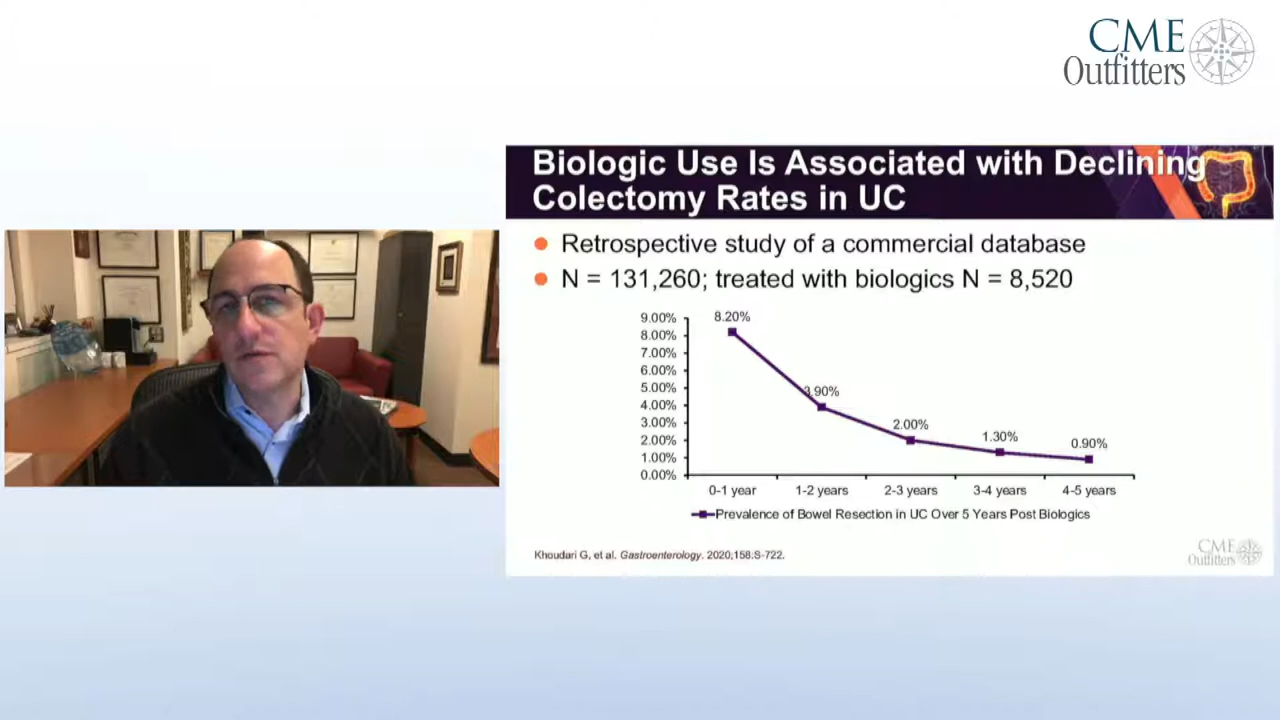 CME
Outfitters
Biologic Use Is Associated with Declining
Colectomy Rates in UC
Retrospective study of a commercial database
N = 131,260; treated with biologics N = 8,520
9.00%
8.00%
7.00%
6.00%
5.00%
4.00%
3.00%
2.00%
1.00%
0.00%
8.20%
3.90%
2.00%
1.30%
0.90%
0-1 year
1-2 years
2-3 years
3-4 years
4-5 years
Prevalence of Bowel Resection in UC Over 5 Years Post Biologics
Khoudari G, et al. Gastroenterology. 2020;158:S-722.
CME
Outfitters